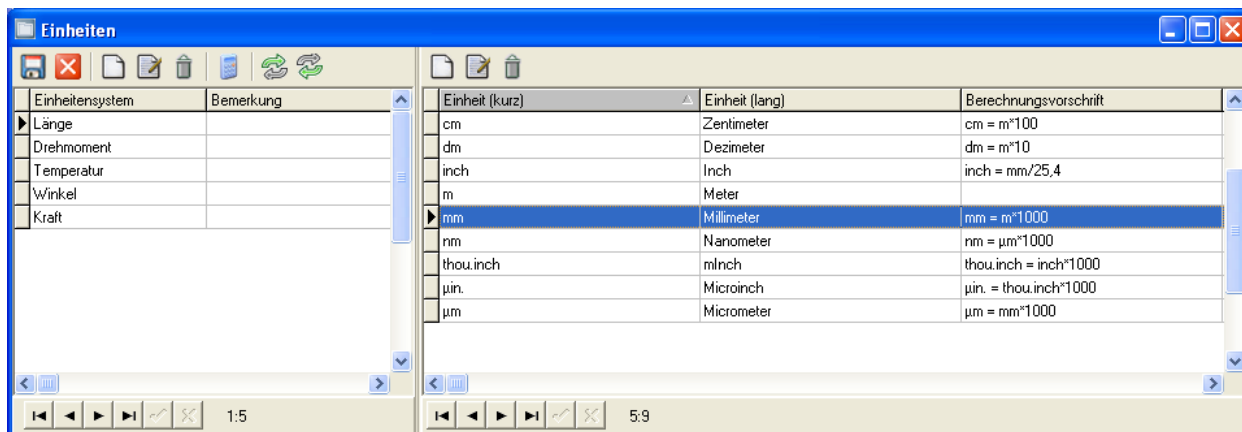 Einheiten
Einheitensystem Bemerkung
Länge
Drehmoment
Temperatur
Winkel
Kraft
1:5
Einheit (kurz) Einheit (lang) Berechnungsvorschrift
cm Zentimeter cm = m*100
dm Dezimeter dm = m*10
inch Inch inch = mm/25,4
m Meter
mm Millimeter mm = m*1000
nm Nanometer nm = µm*1000
thou.inch mInch thou.inch = inch*1000
µin. Microinch µin. = thou.inch*1000
µm Micrometer µm = mm*1000
5:9